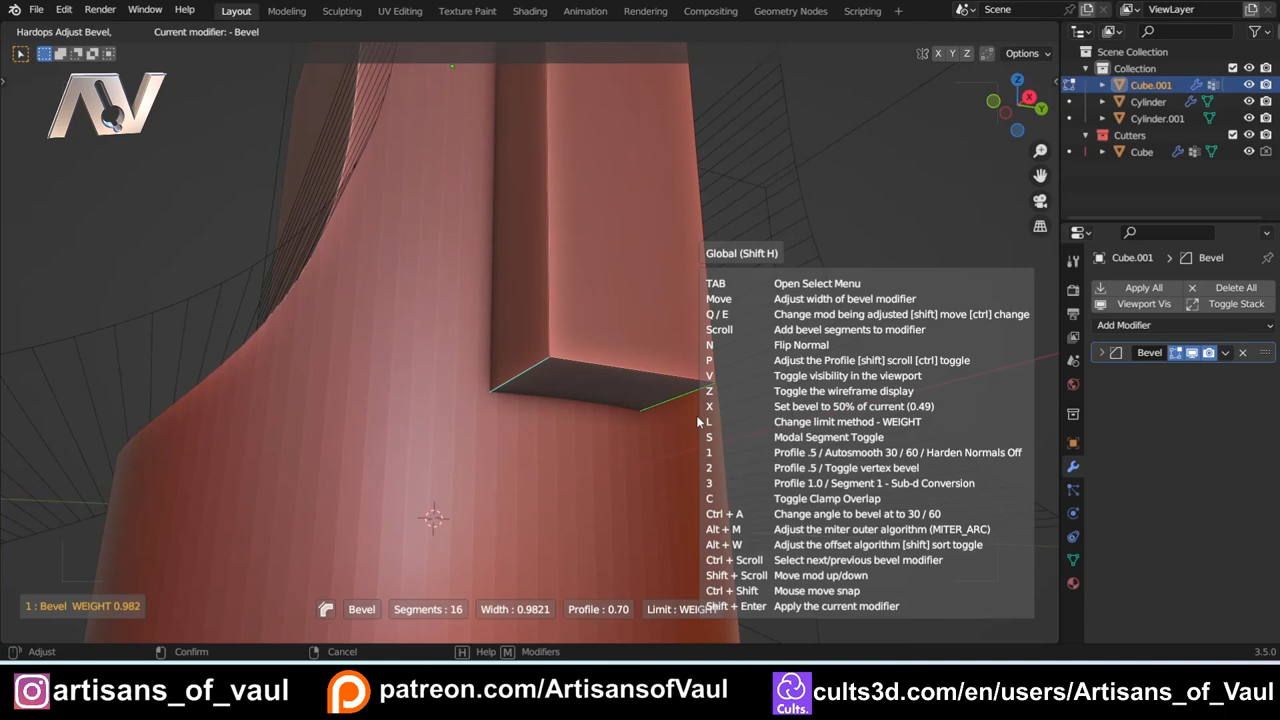 File Edit Render Window Help
Layout Modeling Sculpting UV Editing Texture Paint Shading Animation Rendering Compositing Geometry Nodes Scripting +
Scene
ViewLayer
Hardops Adjust Bevel, Current modifier: - Bevel
X Y Z
Options
AV
Z
X
Y
Scene Collection
Collection
Cube.001
Cylinder
Cylinder.001
Cutters
Cube
Cube.001 > Bevel
Apply All Delete All
Viewport Vis Toggle Stack
Add Modifier
Bevel
Global (Shift H)
TAB Open Select Menu
Move Adjust width of bevel modifier
Q / E Change mod being adjusted [shift] move [ctrl] change
Scroll Add bevel segments to modifier
N Flip Normal
P Adjust the Profile [shift] scroll [ctrl] toggle
V Toggle visibility in the viewport
Z Toggle the wireframe display
X Set bevel to 50% of current (0.49)
L Change limit method - WEIGHT
S Modal Segment Toggle
1 Profile .5 / Autosmooth 30 / 60 / Harden Normals Off
2 Profile .5 / Toggle vertex bevel
3 Profile 1.0 / Segment 1 - Sub-d Conversion
C Toggle Clamp Overlap
Ctrl + A Change angle to bevel at to 30 / 60
Alt + M Adjust the miter outer algorithm (MITER_ARC)
Alt + W Adjust the offset algorithm [shift] sort toggle
Ctrl + Scroll Select next/previous bevel modifier
Shift + Scroll Move mod up/down
Ctrl + Shift Mouse move snap
Shift + Enter Apply the current modifier
1 : Bevel WEIGHT 0.982
Bevel Segments : 16 Width : 0.9821 Profile : 0.70 Limit : WEIGHT
Adjust Confirm Cancel H Help M Modifiers
3.5.0
artisans_of_vaul
patreon.com/ArtisansofVaul
Cults.
cults3d.com/en/users/Artisans_of_Vaul